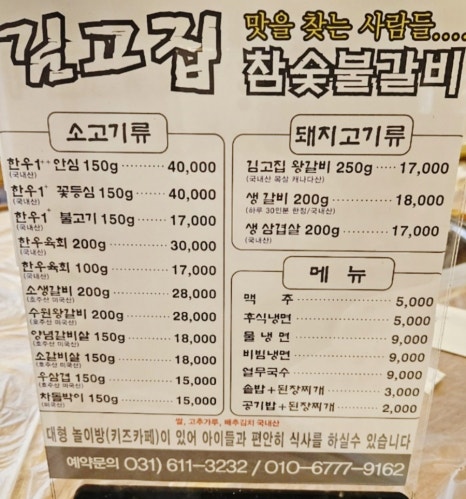 김고집
맛을 찾는 사람들....
참숯불갈비
소고기류
한우1++ 안심 150g ·········· 40,000
(국내산)
한우1+ 꽃등심 150g ········ 40,000
(국내산)
한우1+ 불고기 150g ········ 17,000
(국내산)
한우육회 200g ················ 30,000
(국내산)
한우육회 100g ················ 17,000
(국내산)
소생갈비 200g ················ 28,000
(호주산 미국산)
수원왕갈비 200g ············ 28,000
(호주산 미국산)
양념갈비살 150g ············ 18,000
(호주산 미국산)
소갈비살 150g ················ 18,000
(호주산 미국산)
우삼겹 150g ···················· 15,000
(미국산)
차돌박이 150g ················ 15,000
(미국산)
돼지고기류
김고집 왕갈비 250g ····· 17,000
(국내산 목살 캐나다산)
생 갈비 200g ················ 18,000
(하루 30인분 한정/국내산)
생 삼겹살 200g ············ 17,000
(국내산)
메 뉴
맥 주 ···························· 5,000
후식냉면 ······················ 5,000
물 냉 면 ······················ 9,000
비빔냉면 ······················ 9,000
열무국수 ······················ 9,000
솥밥+된장찌개 ············ 3,000
공기밥+된장찌개 ········ 2,000
쌀, 고추가루, 배추김치 국내산
대형 놀이방(키즈카페)이 있어 아이들과 편안히 식사를 하실수 있습니다
예약문의 031) 611-3232 / 010-6777-9162